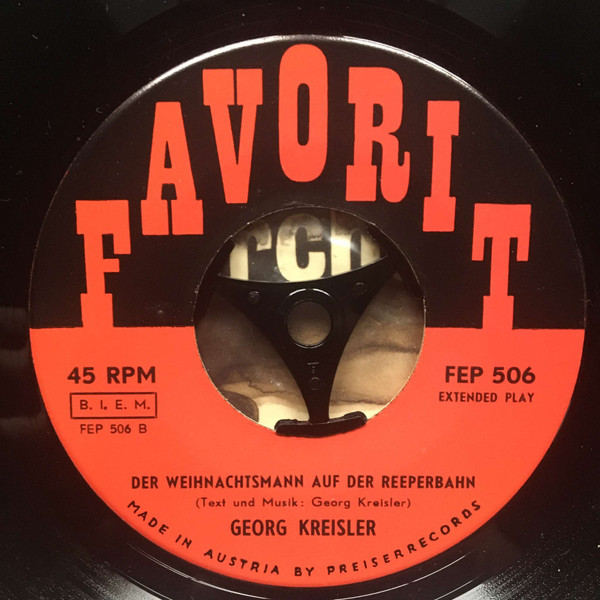 FAVORIT
rch
45 RPM
B. I. E. M.
FEP 506 B
FEP 506
EXTENDED PLAY
DER WEIHNACHTSMANN AUF DER REEPERBAHN
(Text und Musik: Georg Kreisler)
GEORG KREISLER
MADE IN AUSTRIA BY PREISERRECORDS